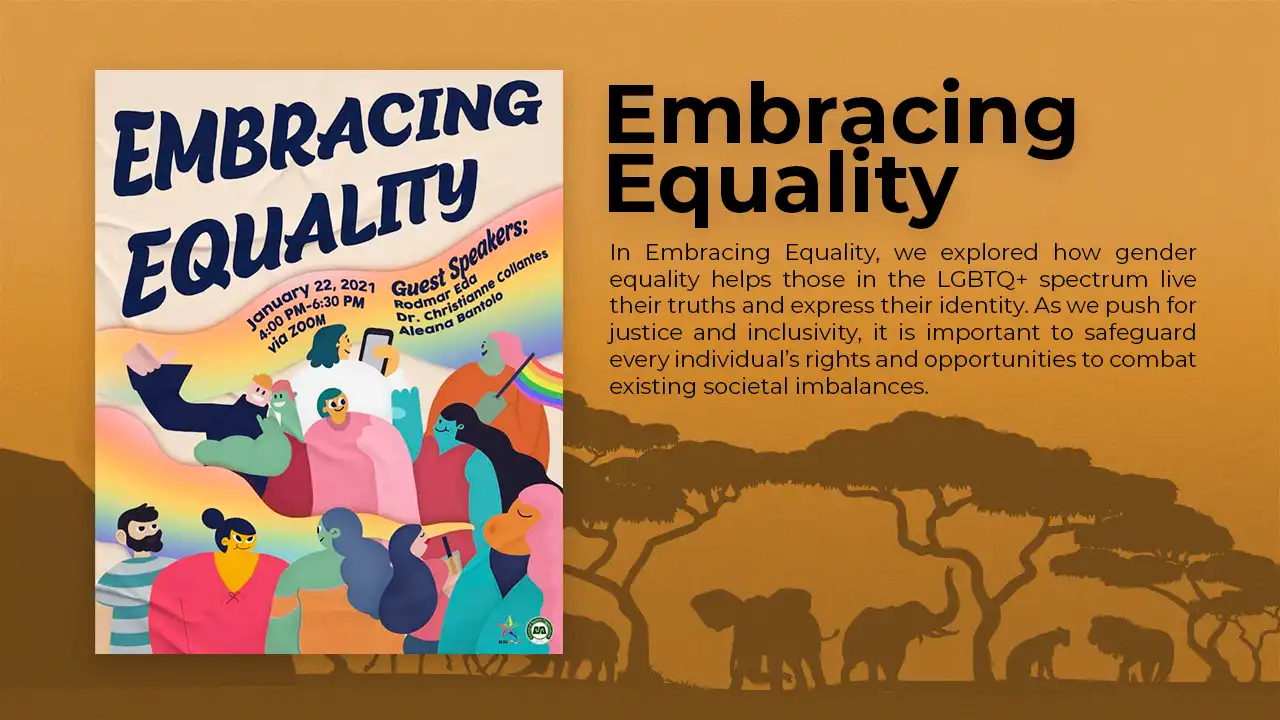 EMBRACING
EQUALITY
January 22, 2021
4:00 PM-6:30 PM
via ZOOM
Guest Speakers:
Rodmar Eda
Dr. Christianne Collantes
Aleana Bantolo
Embracing
Equality
In Embracing Equality, we explored how gender
equality helps those in the LGBTQ+ spectrum live
their truths and express their identity. As we push for
justice and inclusivity, it is important to safeguard
every individual’s rights and opportunities to combat
existing societal imbalances.